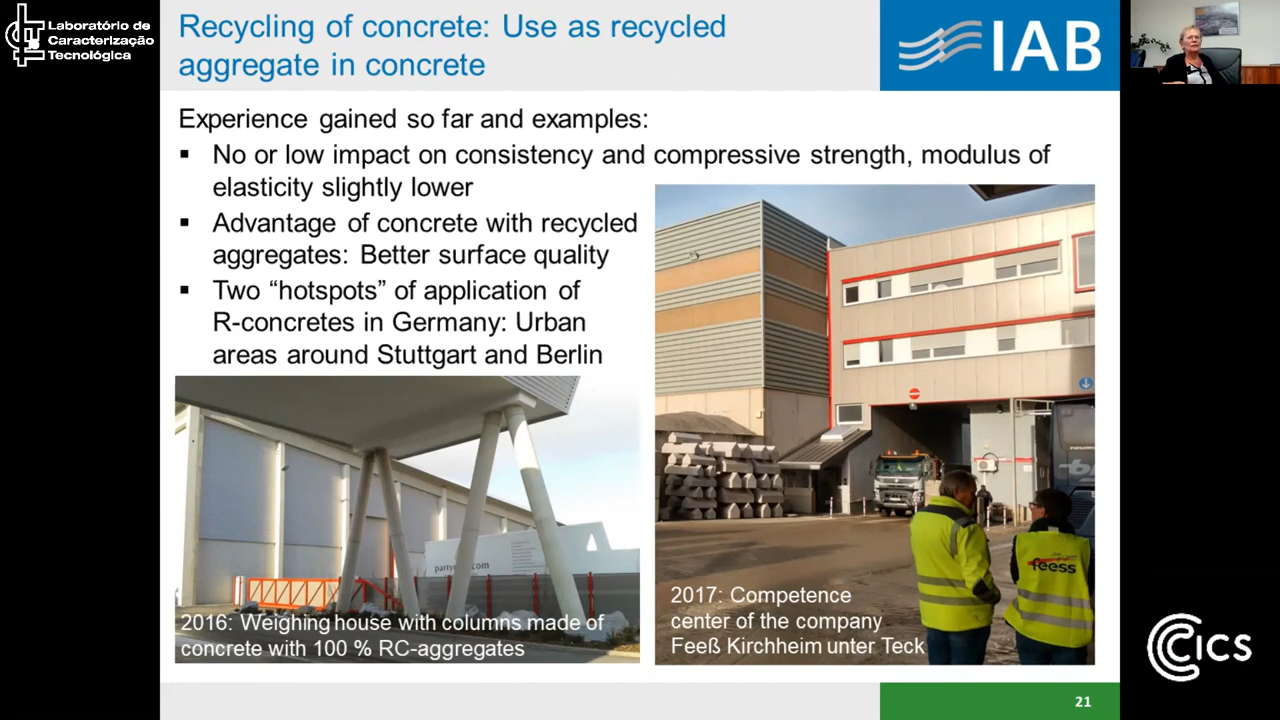 Laboratório de
Caracterização
Tecnológica
Recycling of concrete: Use as recycled
aggregate in concrete
IAB
Experience gained so far and examples:
▪ No or low impact on consistency and compressive strength, modulus of
elasticity slightly lower
▪ Advantage of concrete with recycled
aggregates: Better surface quality
▪ Two “hotspots” of application of
R-concretes in Germany: Urban
areas around Stuttgart and Berlin
2016: Weighing house with columns made of
concrete with 100 % RC-aggregates
feess
2017: Competence
center of the company
Feeß Kirchheim unter Teck
CICS
21